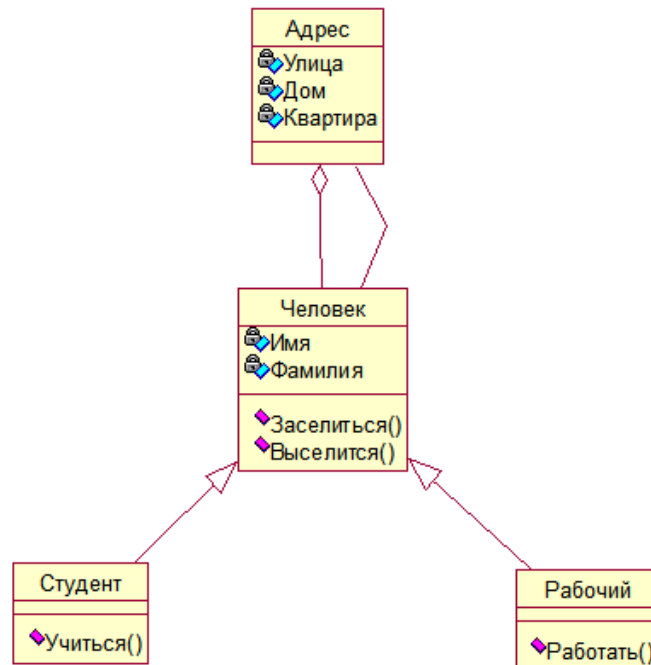 Адрес
Улица
Дом
Квартира
Человек
Имя
Фамилия
Заселиться()
Выселится()
Студент
Учиться()
Рабочий
Работать()